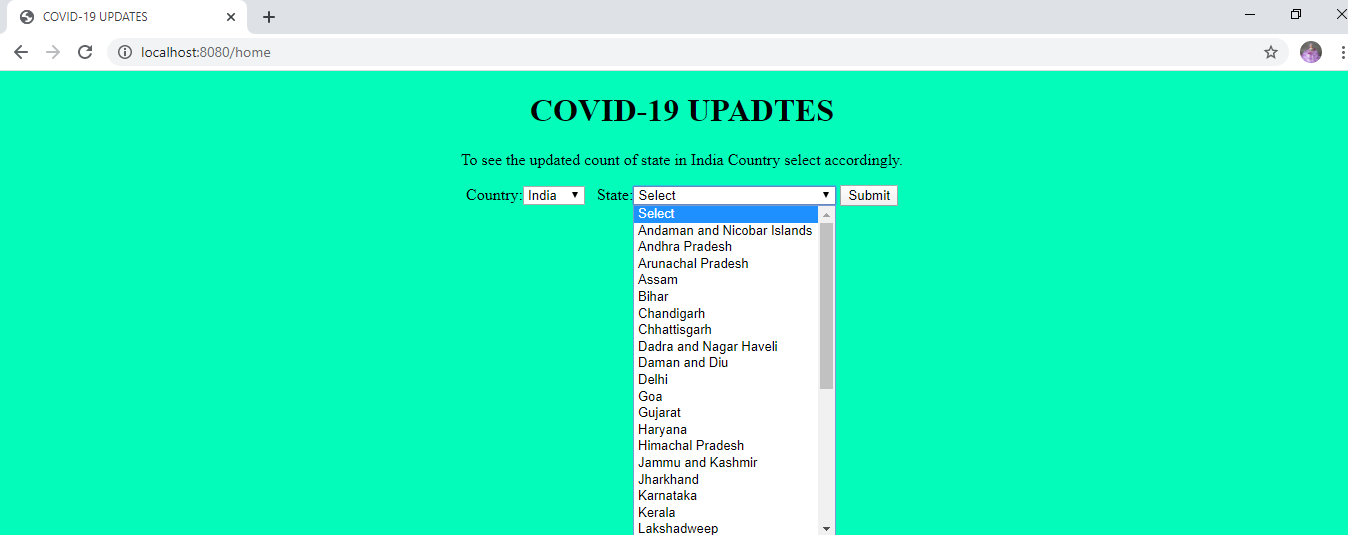 COVID-19 UPDATES
localhost:8080/home
COVID-19 UPADTES
To see the updated count of state in India Country select accordingly.
Country: India State: Select Submit
Select
Andaman and Nicobar Islands
Andhra Pradesh
Arunachal Pradesh
Assam
Bihar
Chandigarh
Chhattisgarh
Dadra and Nagar Haveli
Daman and Diu
Delhi
Goa
Gujarat
Haryana
Himachal Pradesh
Jammu and Kashmir
Jharkhand
Karnataka
Kerala
Lakshadweep